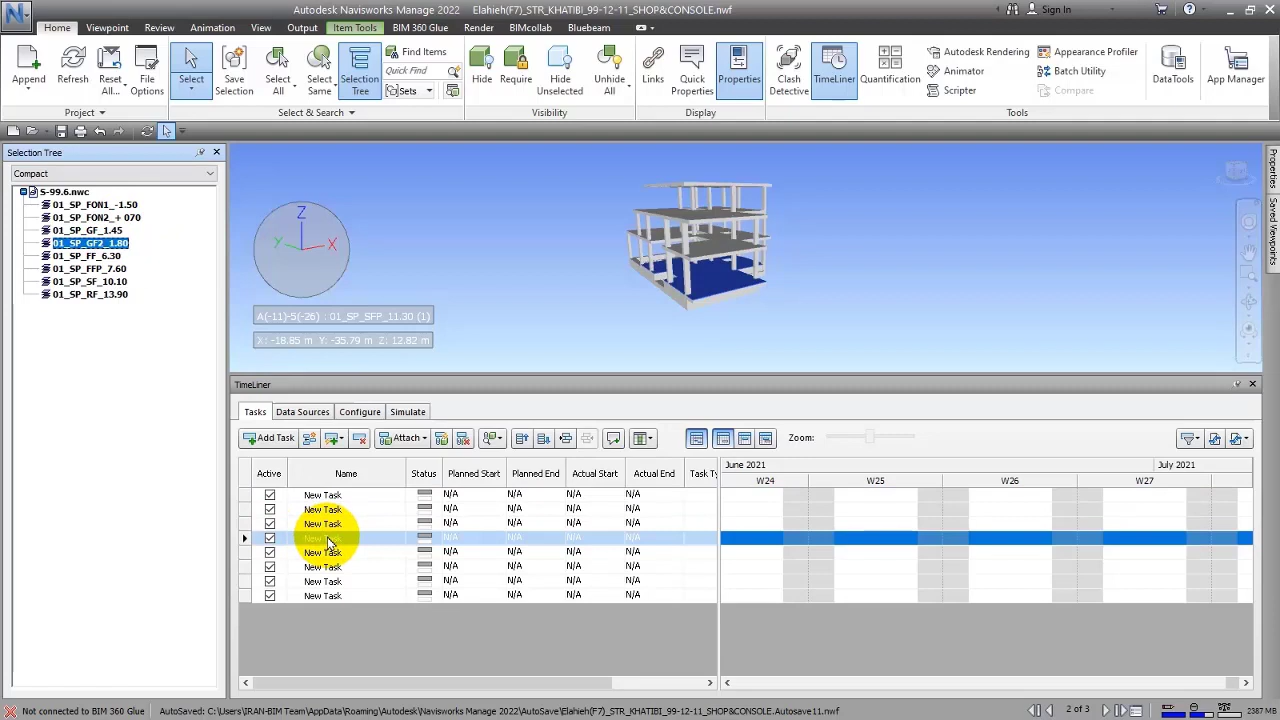 Autodesk Navisworks Manage 2022 Elahieh(F7)_STR_KHATIBI_99-12-11_SHOP&CONSOLE.nwf
Sign In
Home Viewpoint Review Animation View Output Item Tools BIM 360 Glue Render BIMcollab Bluebeam
Append Refresh Reset All... File Options
Select Save Selection Select All Select Same Selection Tree Find Items Quick Find Sets
Hide Require Hide Unselected Unhide All
Links Quick Properties Properties
Clash Detective TimeLiner Quantification Autodesk Rendering Animator Scripter Appearance Profiler Batch Utility Compare DataTools App Manager
Project Select & Search Visibility Display Tools
Selection Tree
Compact
S-99.6.nwc
01_SP_FON1_-1.50
01_SP_FON2_+ 070
01_SP_GF_1.45
01_SP_GF2_1.80
01_SP_FF_6.30
01_SP_FFP_7.60
01_SP_SF_10.10
01_SP_RF_13.90
Z
Y X
A(-11)-5(-26) : 01_SP_SFP_11.30 (1)
X: -18.85 m Y: -35.79 m Z: 12.82 m
Properties
Saved Viewpoints
TimeLiner
Tasks Data Sources Configure Simulate
Add Task Attach Zoom:
Active Name Status Planned Start Planned End Actual Start Actual End Task Ty
June 2021 July 2021
W24 W25 W26 W27
New Task N/A N/A N/A N/A
New Task N/A N/A N/A N/A
New Task N/A N/A N/A N/A
New Task N/A N/A N/A N/A
New Task N/A N/A N/A N/A
New Task N/A N/A N/A N/A
New Task N/A N/A N/A N/A
New Task N/A N/A N/A N/A
Not connected to BIM 360 Glue AutoSaved: C:\Users\IRAN-BIM Team\AppData\Roaming\Autodesk\Navisworks Manage 2022\AutoSave\Elahieh(F7)_STR_KHATIBI_99-12-11_SHOP&CONSOLE.Autosave11.nwf 2 of 3 2387 MB